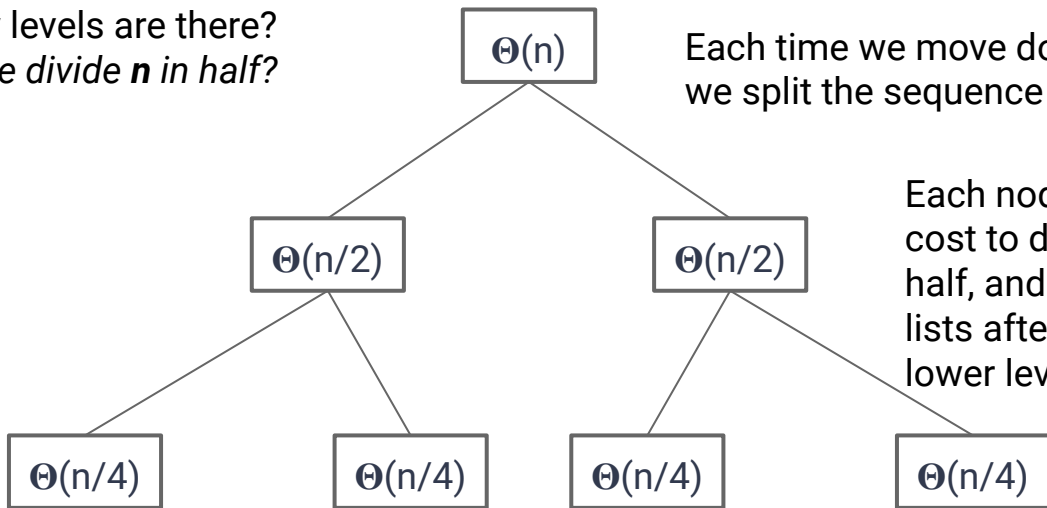 levels are there?
e divide n in half?
Θ(n)
Each time we move do
we split the sequence
Each nod
cost to d
half, and
lists afte
lower lev
Θ(n/2)
Θ(n/2)
Θ(n/4)
Θ(n/4)
Θ(n/4)
Θ(n/4)